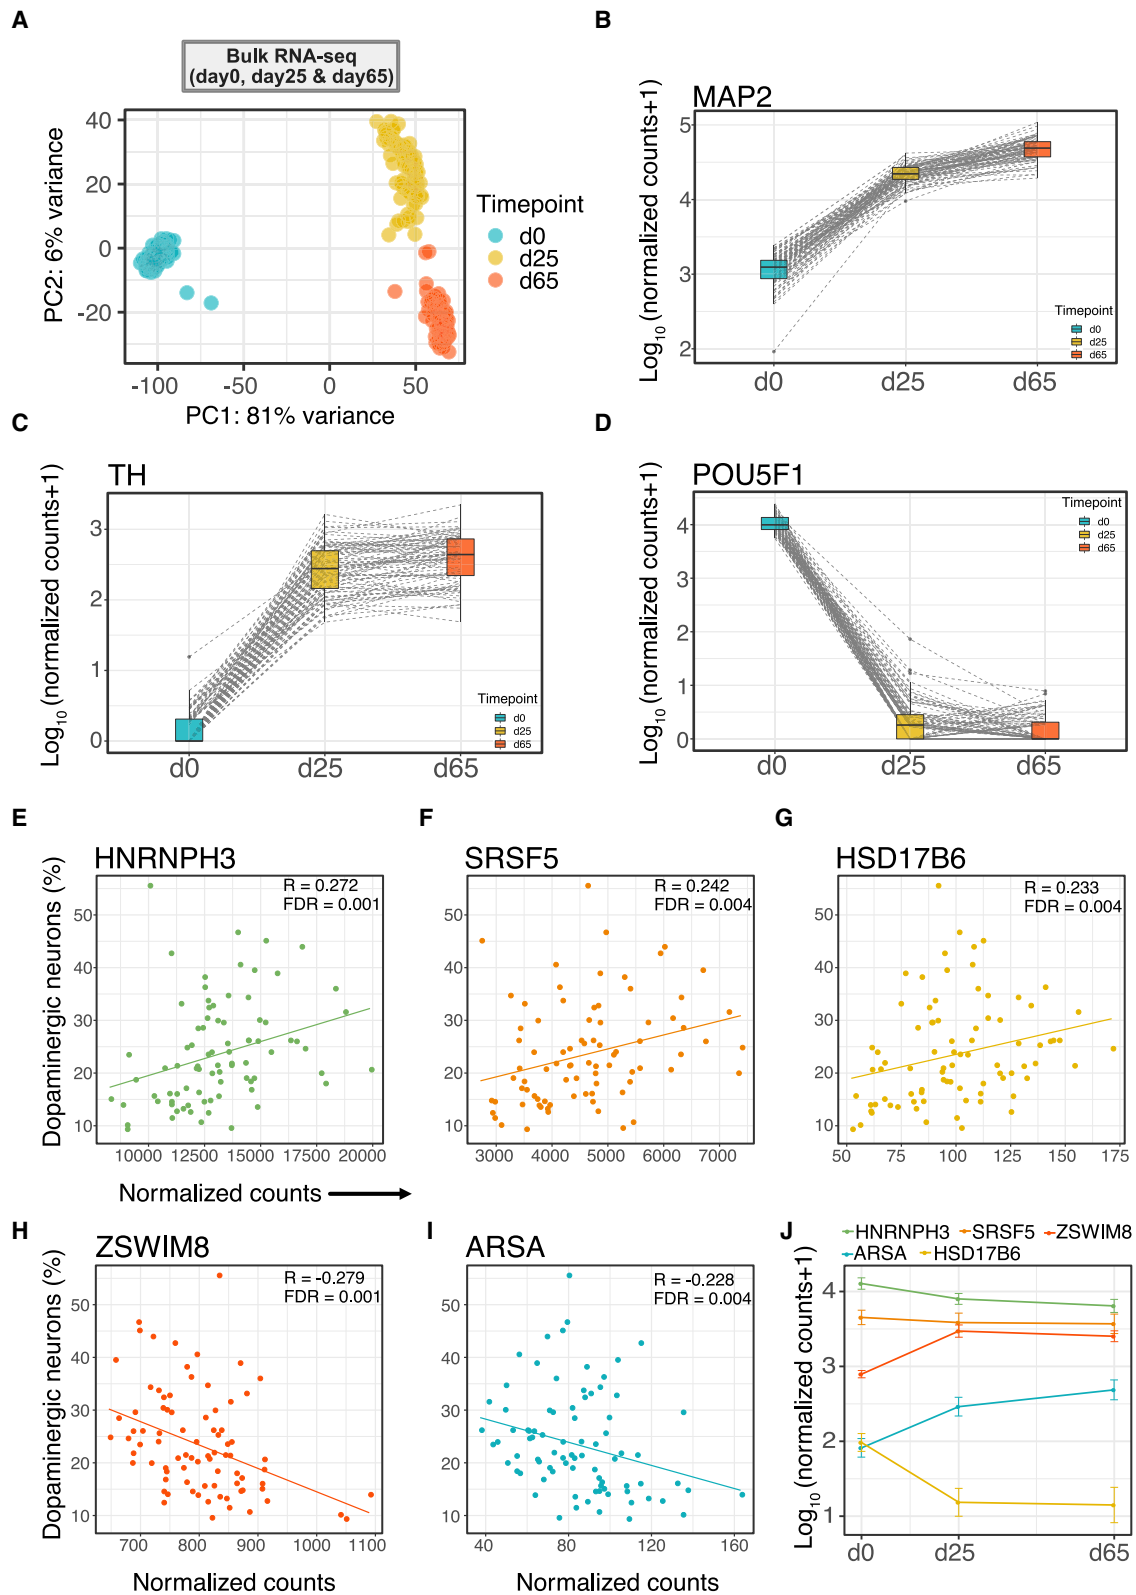 A
Bulk RNA-seq
(day0, day25 & day65)
PC2: 6% variance
40
20
0
-20
-100
-50
0
50
PC1: 81% variance
Timepoint
d0
d25
d65
B
MAP2
Log10 (normalized counts+1)
5
4
3
2
Timepoint
d0
d25
d65
d0
d25
d65
C
TH
Log10 (normalized counts+1)
3
2
1
0
Timepoint
d0
d25
d65
d0
d25
d65
D
POU5F1
Log10 (normalized counts+1)
4
3
2
1
0
Timepoint
d0
d25
d65
d0
d25
d65
E
HNRNPH3
R = 0.272
FDR = 0.001
Dopaminergic neurons (%)
50
40
30
20
10
10000 12500 15000 17500 20000
Normalized counts
F
SRSF5
R = 0.242
FDR = 0.004
50
40
30
20
10
3000 4000 5000 6000 7000
G
HSD17B6
R = 0.233
FDR = 0.004
50
40
30
20
10
50 75 100 125 150 175
H
ZSWIM8
R = -0.279
FDR = 0.001
Dopaminergic neurons (%)
50
40
30
20
10
700 800 900 1000 1100
Normalized counts
I
ARSA
R = -0.228
FDR = 0.004
50
40
30
20
10
40 80 120 160
Normalized counts
J
HNRNPH3 SRSF5 ZSWIM8
ARSA HSD17B6
Log10 (normalized counts+1)
4
3
2
1
d0
d25
d65